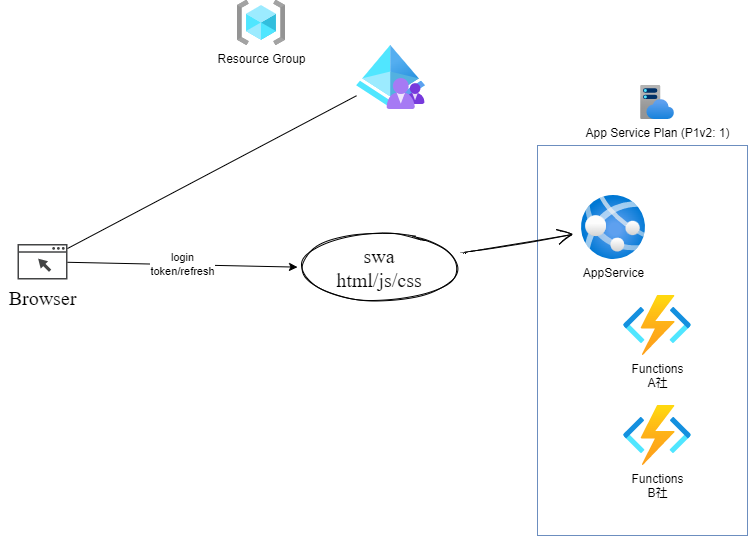 Resource Group
App Service Plan (P1v2: 1)
login
token/refresh
swa
html/js/css
Browser
AppService
Functions
A社
Functions
B社